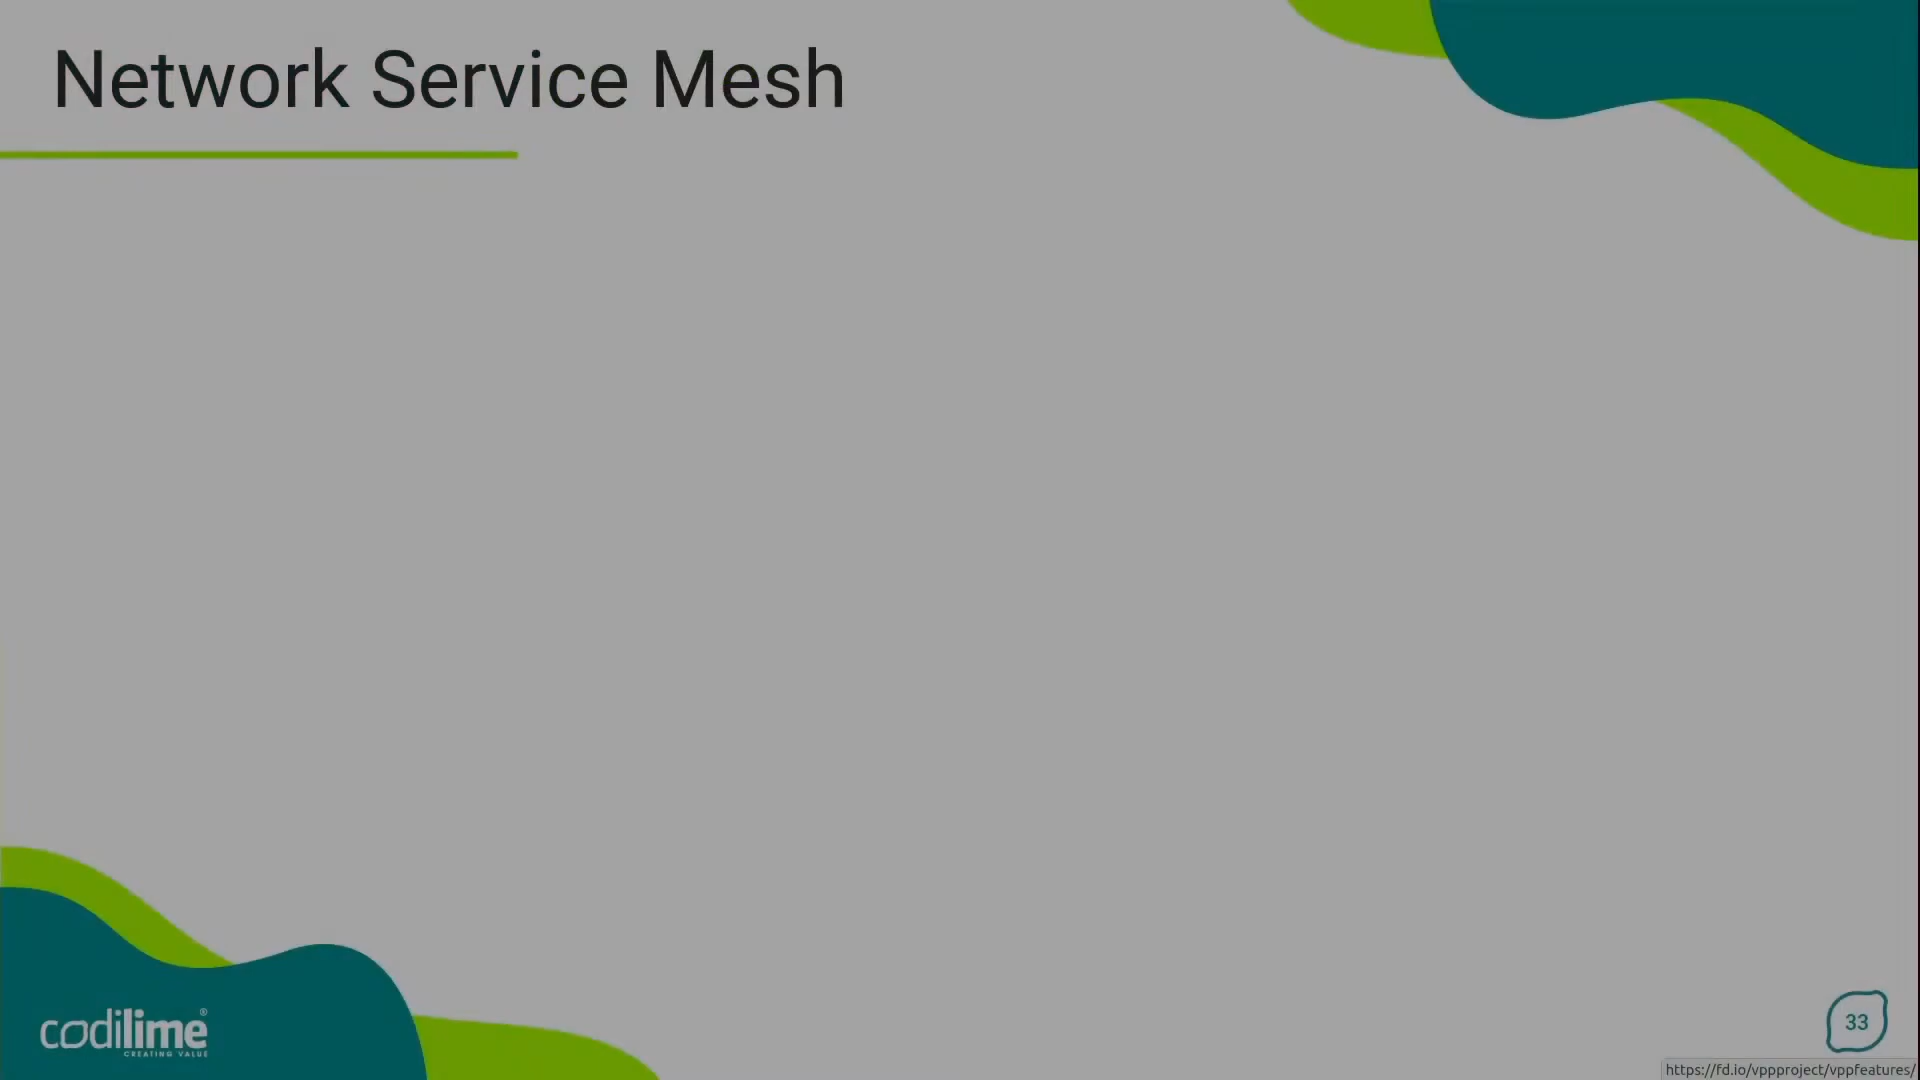 Network Service Mesh
codilime®
CREATING VALUE
33
https://fd.io/vppproject/vppfeatures/